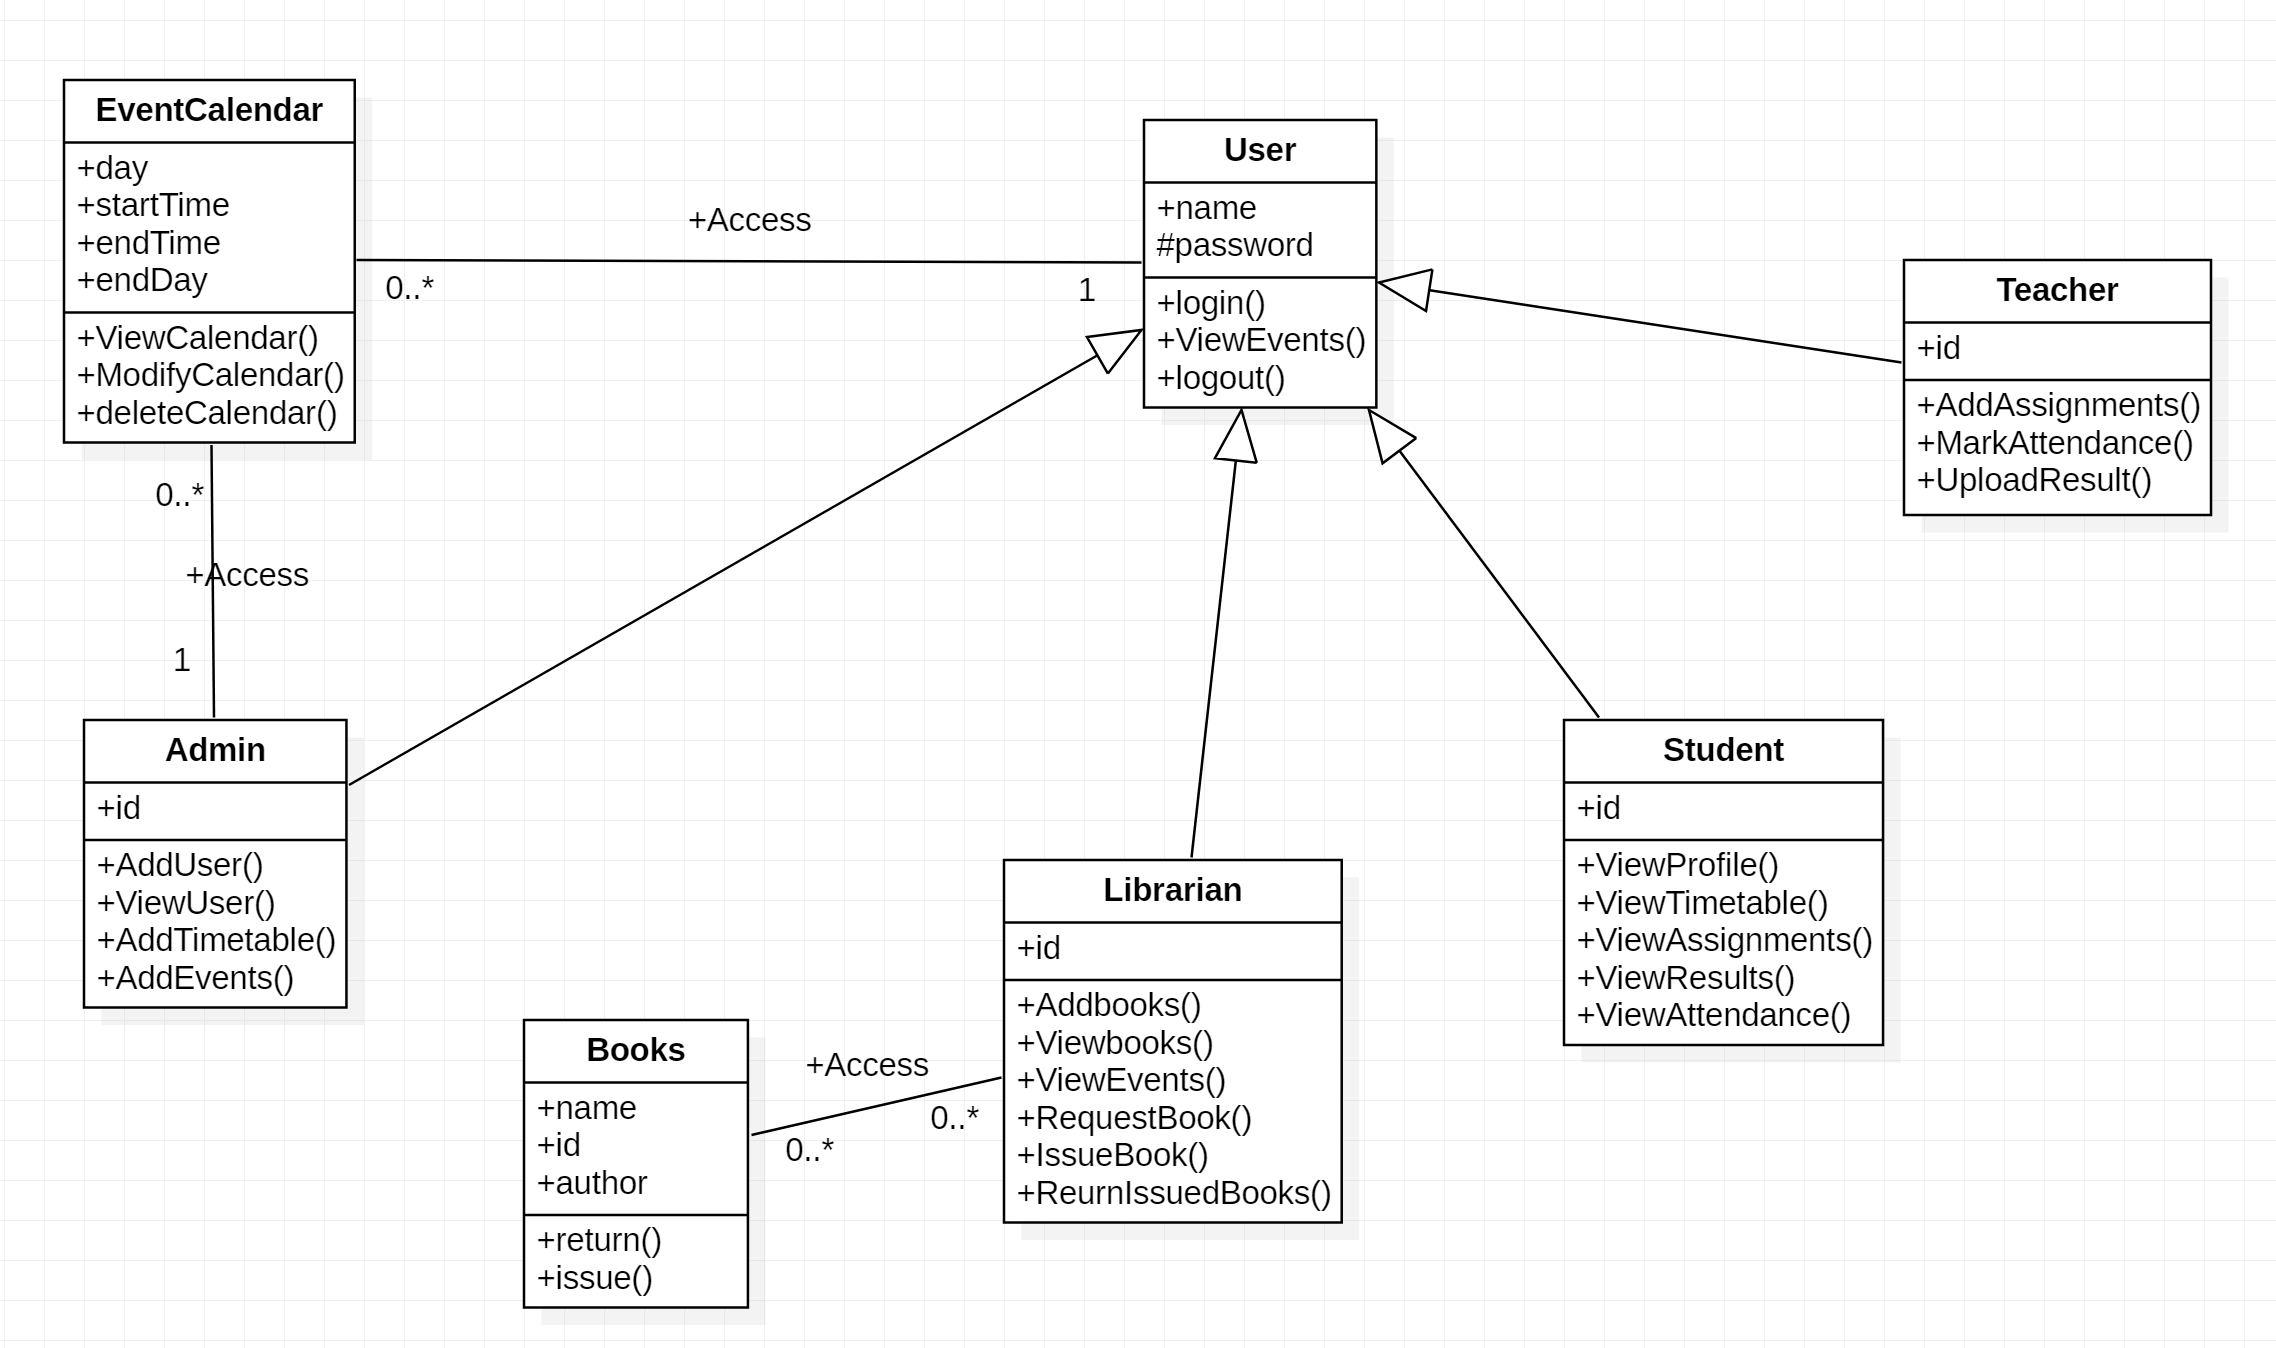 EventCalendar
+day
+startTime
+endTime
+endDay
+ViewCalendar()
+ModifyCalendar()
+deleteCalendar()
+Access
0..*
1
User
+name
#password
+login()
+ViewEvents()
+logout()
Teacher
+id
+AddAssignments()
+MarkAttendance()
+UploadResult()
0..*
+Access
1
Admin
+id
+AddUser()
+ViewUser()
+AddTimetable()
+AddEvents()
Books
+name
+id
+author
+return()
+issue()
+Access
0..*
0..*
Librarian
+id
+Addbooks()
+Viewbooks()
+ViewEvents()
+RequestBook()
+IssueBook()
+ReurnIssuedBooks()
Student
+id
+ViewProfile()
+ViewTimetable()
+ViewAssignments()
+ViewResults()
+ViewAttendance()